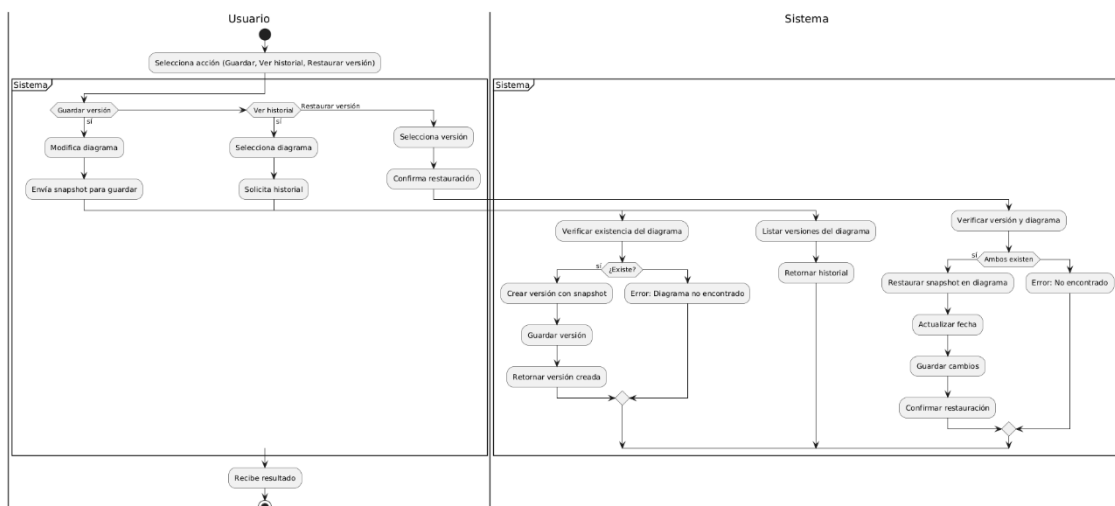 Usuario
Sistema
Selecciona acción (Guardar, Ver historial, Restaurar versión)
Sistema
Sistema
Guardar versión
Ver historial
Restaurar versión
sí
sí
Modifica diagrama
Selecciona diagrama
Selecciona versión
Envía snapshot para guardar
Solicita historial
Confirma restauración
Verificar existencia del diagrama
Listar versiones del diagrama
Verificar versión y diagrama
sí
¿Existe?
Retornar historial
sí
Ambos existen
Crear versión con snapshot
Error: Diagrama no encontrado
Restaurar snapshot en diagrama
Error: No encontrado
Guardar versión
Actualizar fecha
Retornar versión creada
Guardar cambios
Confirmar restauración
Recibe resultado